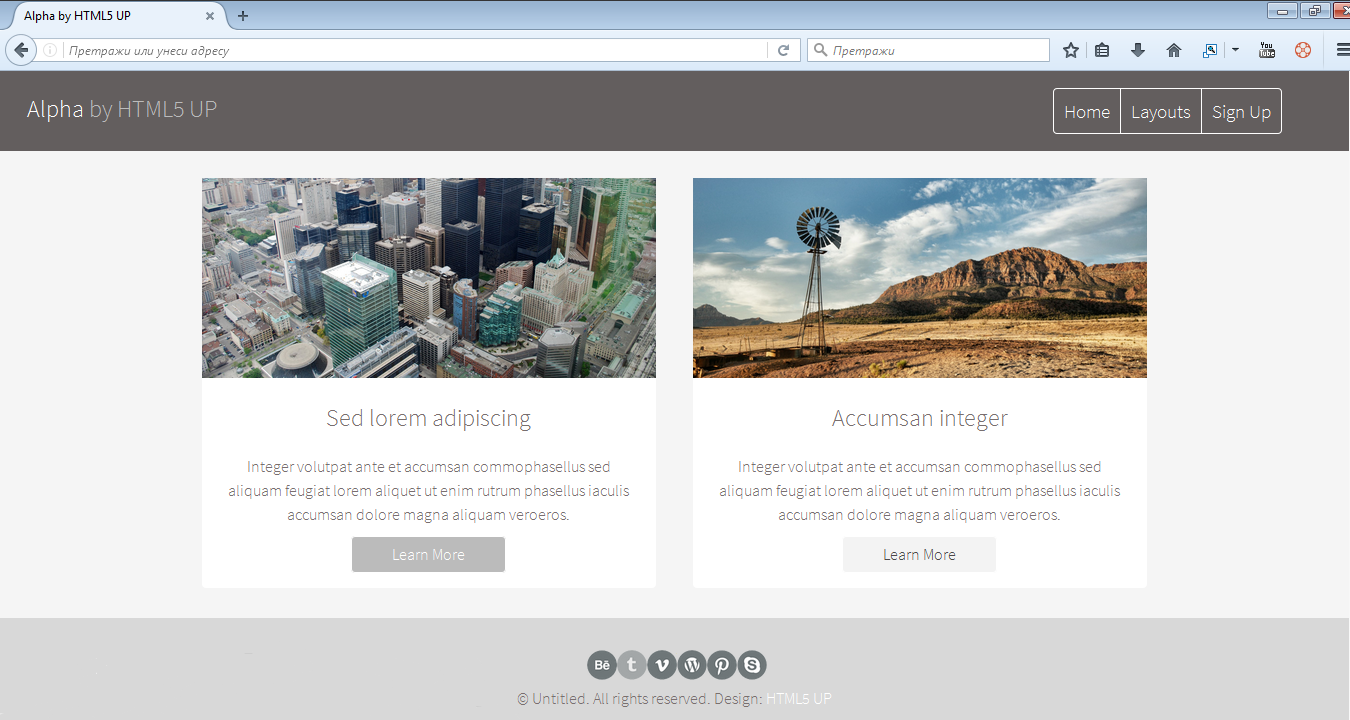 Alpha by HTML5 UP
Претражи или унеси адресу
Претражи
You Tube
Alpha by HTML5 UP
Home Layouts Sign Up
Sed lorem adipiscing
Integer volutpat ante et accumsan commophasellus sed
aliquam feugiat lorem aliquet ut enim rutrum phasellus iaculis
accumsan dolore magna aliquam veroeros.
Learn More
Accumsan integer
Integer volutpat ante et accumsan commophasellus sed
aliquam feugiat lorem aliquet ut enim rutrum phasellus iaculis
accumsan dolore magna aliquam veroeros.
Learn More
Bē t v W P S
© Untitled. All rights reserved. Design: HTML5 UP